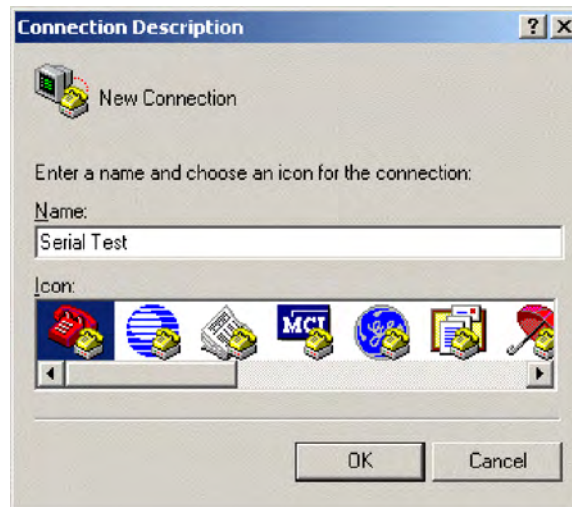 Connection Description
New Connection
Enter a name and choose an icon for the connection:
Name:
Serial Test
Icon:
MCI
OK Cancel